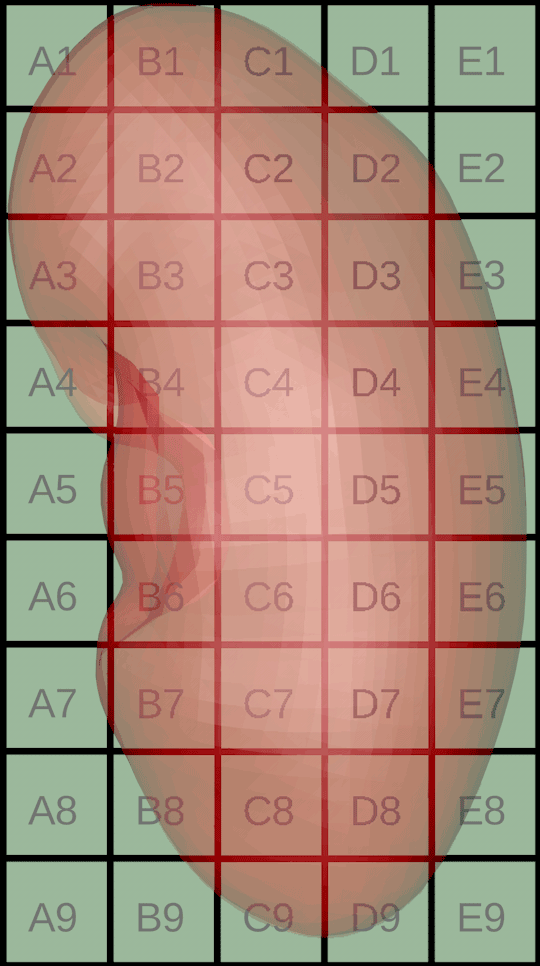 A1 B1 C1 D1 E1
A2 B2 C2 D2 E2
A3 B3 C3 D3 E3
A4 B4 C4 D4 E4
A5 B5 C5 D5 E5
A6 B6 C6 D6 E6
A7 B7 C7 D7 E7
A8 B8 C8 D8 E8
A9 B9 C9 D9 E9